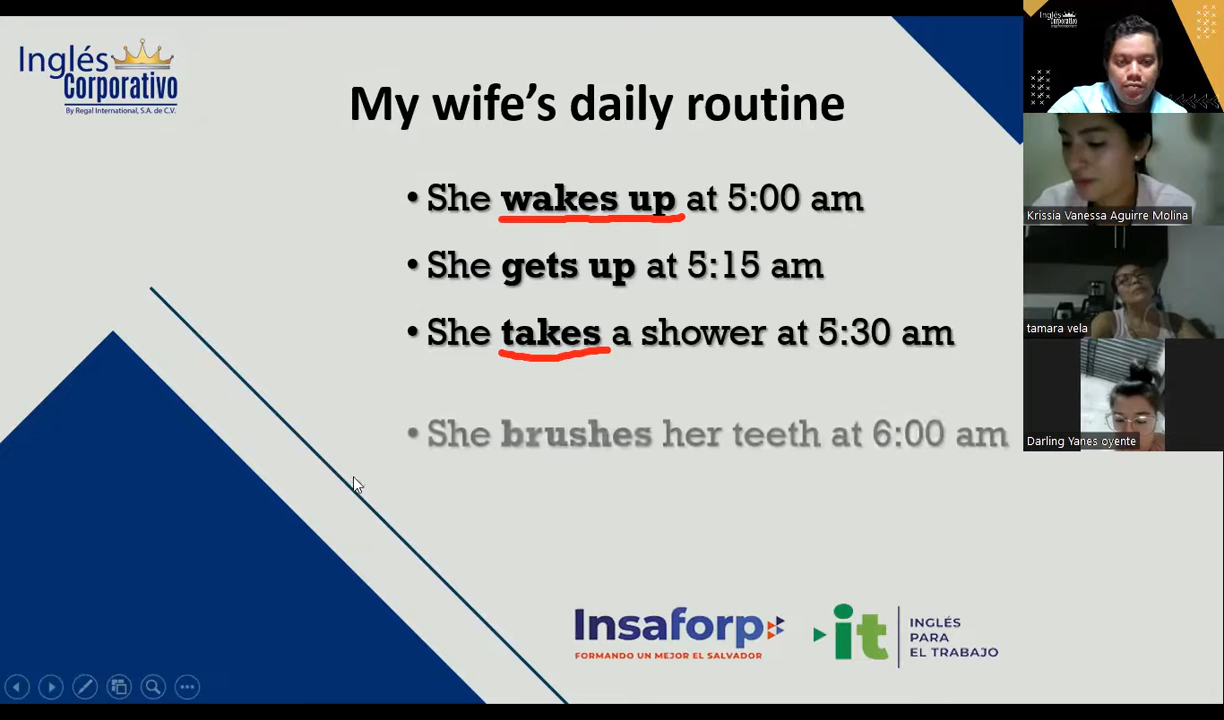 Inglés
Corporativo
By Regal International, S.A. de C.V.
My wife's daily routine
• She wakes up at 5:00 am
• She gets up at 5:15 am
• She takes a shower at 5:30 am
• She brushes her teeth at 6:00 am
Insaforp
FORMANDO UN MEJOR EL SALVADOR
it
INGLÉS
PARA
EL TRABAJO
Inglés
Corporativo
Krissia Vanessa Aguirre Molina
tamara vela
Darling Yanes oyente